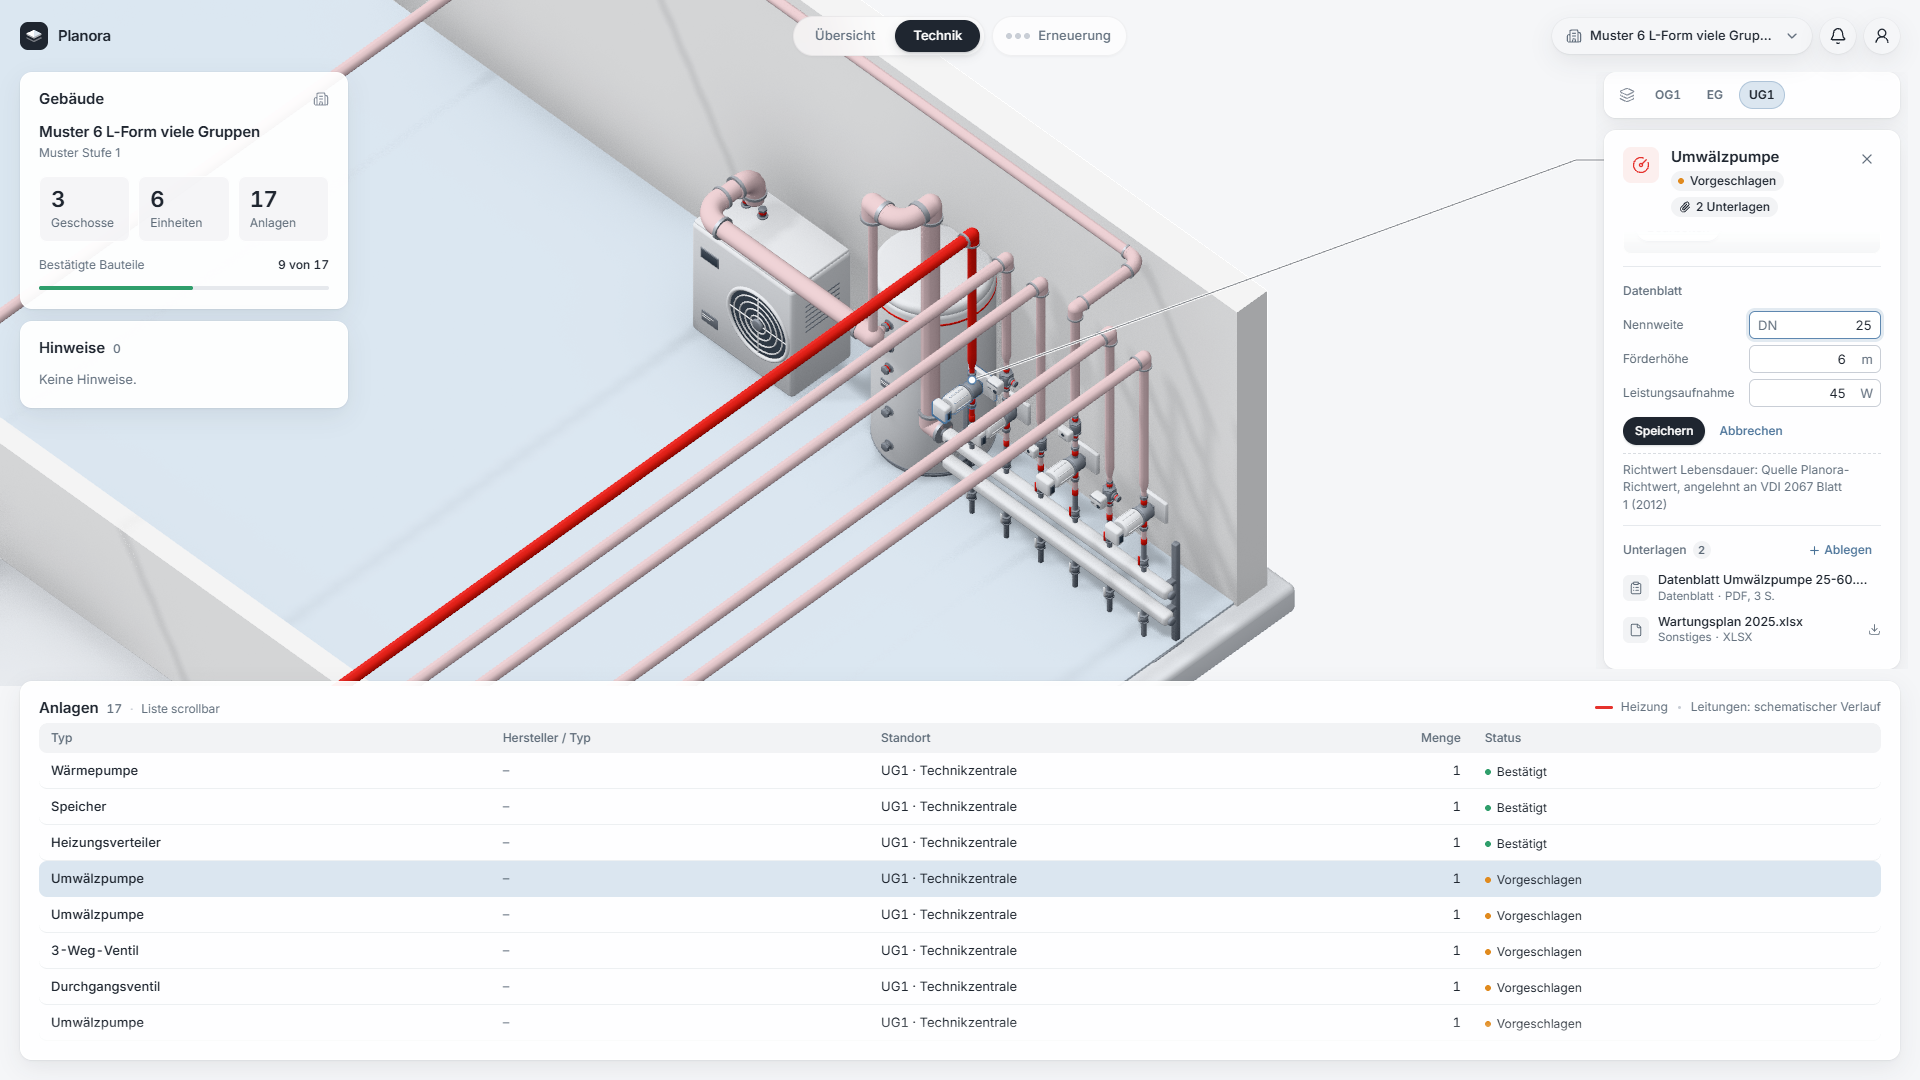 Planora
Übersicht
Technik
Erneuerung
Muster 6 L-Form viele Grup...
Gebäude
Muster 6 L-Form viele Gruppen
Muster Stufe 1
3
Geschosse
6
Einheiten
17
Anlagen
Bestätigte Bauteile
9 von 17
Hinweise 0
Keine Hinweise.
OG1
EG
UG1
Umwälzpumpe
Vorgeschlagen
2 Unterlagen
Datenblatt
Nennweite DN 25
Förderhöhe 6 m
Leistungsaufnahme 45 W
Speichern
Abbrechen
Richtwert Lebensdauer: Quelle Planora-
Richtwert, angelehnt an VDI 2067 Blatt
1 (2012)
Unterlagen 2
+ Ablegen
Datenblatt Umwälzpumpe 25-60....
Datenblatt · PDF, 3 S.
Wartungsplan 2025.xlsx
Sonstiges · XLSX
Anlagen 17 · Liste scrollbar
Heizung · Leitungen: schematischer Verlauf
Typ Hersteller / Typ Standort Menge Status
Wärmepumpe – UG1 · Technikzentrale 1 Bestätigt
Speicher – UG1 · Technikzentrale 1 Bestätigt
Heizungsverteiler – UG1 · Technikzentrale 1 Bestätigt
Umwälzpumpe – UG1 · Technikzentrale 1 Vorgeschlagen
Umwälzpumpe – UG1 · Technikzentrale 1 Vorgeschlagen
3-Weg-Ventil – UG1 · Technikzentrale 1 Vorgeschlagen
Durchgangsventil – UG1 · Technikzentrale 1 Vorgeschlagen
Umwälzpumpe – UG1 · Technikzentrale 1 Vorgeschlagen